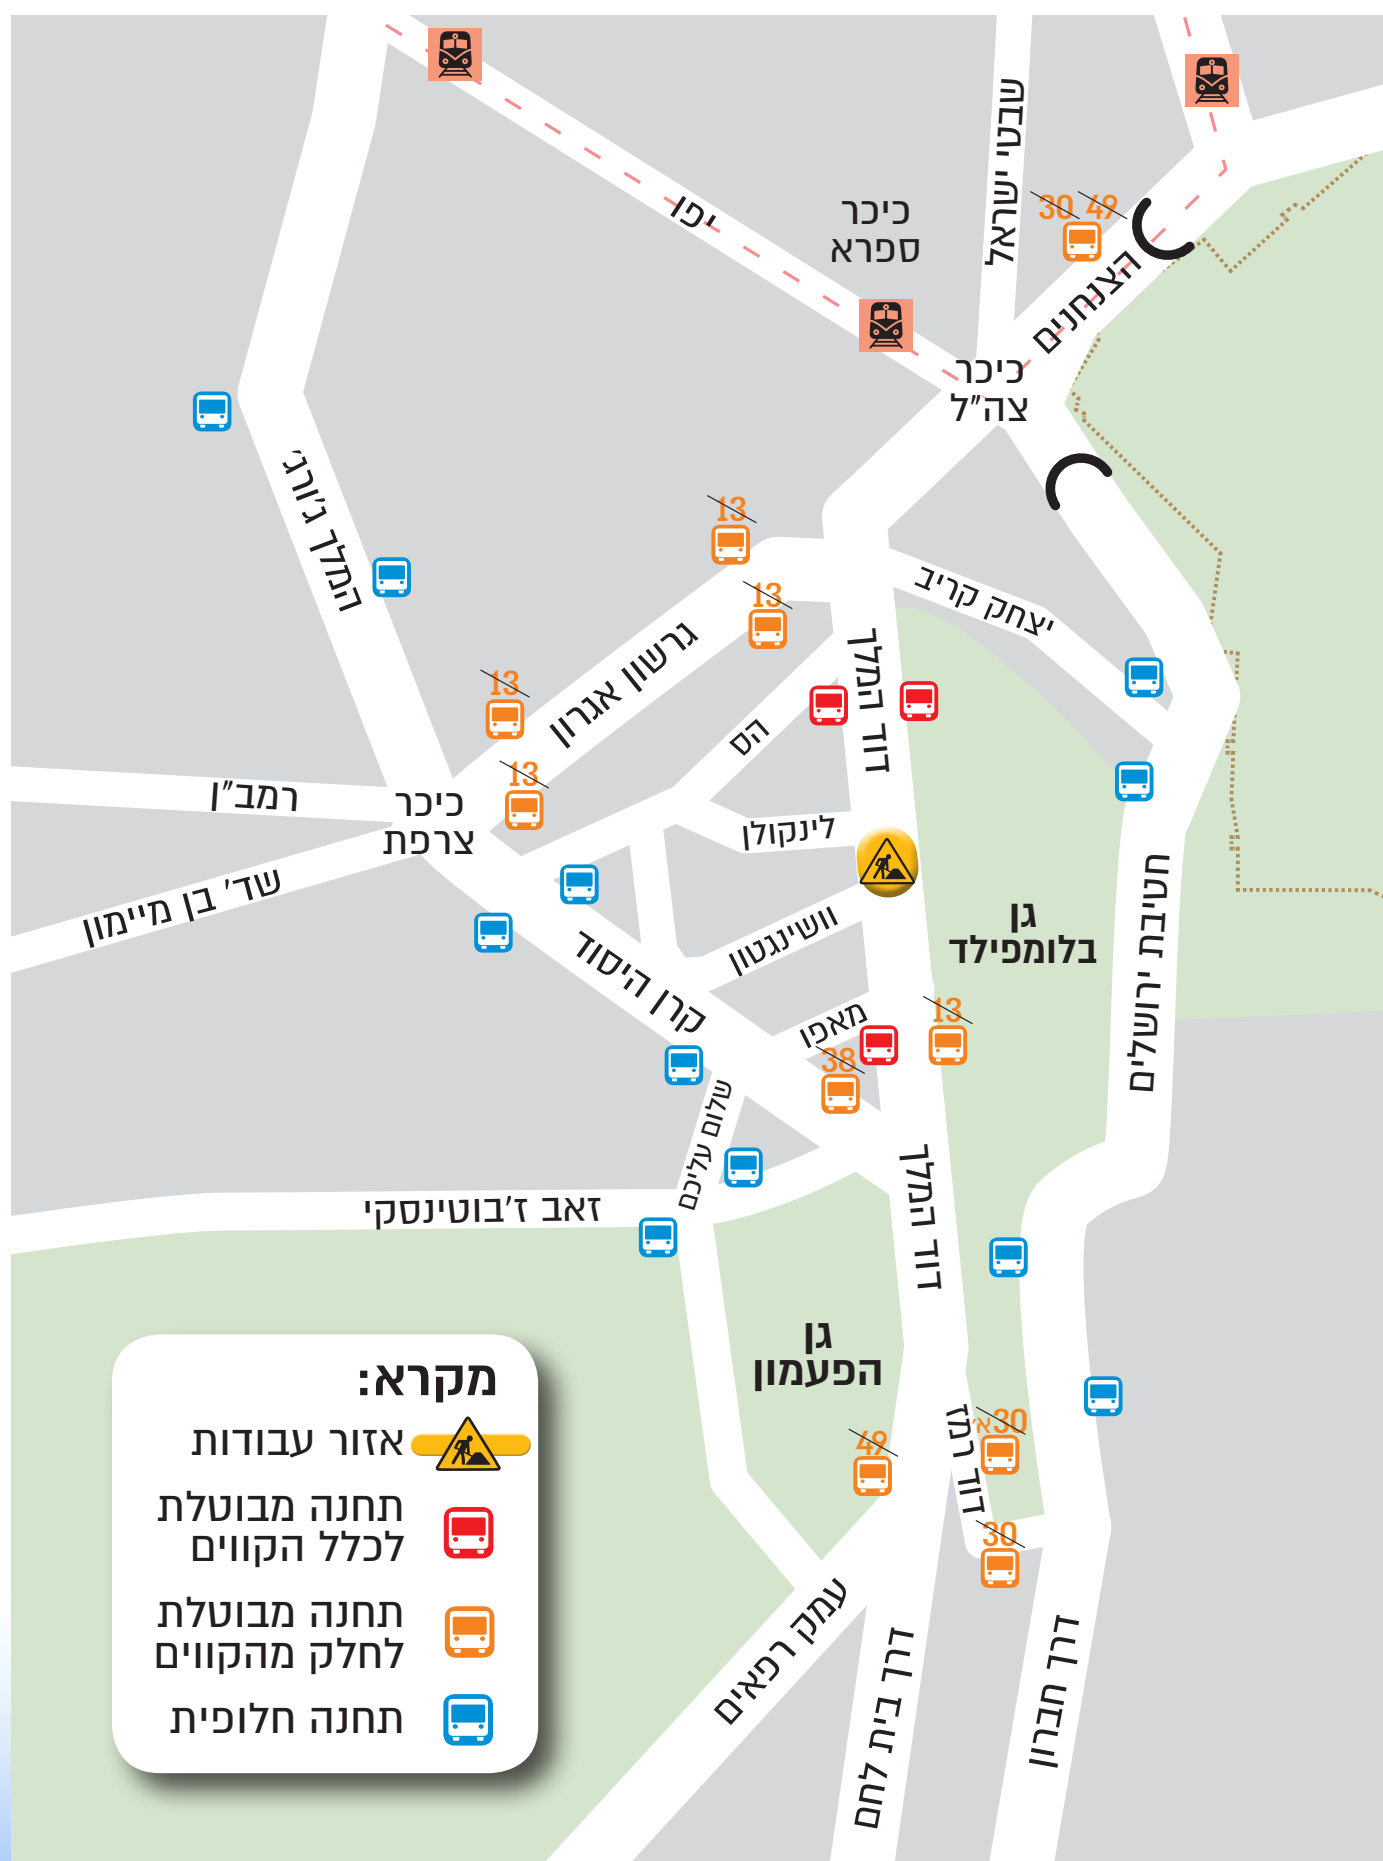 שבטי ישראל
30 49
כיכר
ספרא
יפו
הצנחנים
כיכר
צה"ל
המלך ג'ורג'
13
13
יצחק קריב
גרשון אגרון
דוד המלך
13
הס
13
רמב"ן
כיכר
צרפת
לינקולן
שד' בן מיימון
וושינגטון
גן
בלומפילד
חטיבת ירושלים
קרן היסוד
מאפו
13
38
שלום עליכם
זאב ז'בוטינסקי
דוד המלך
גן
הפעמון
דוד רמז
30א'
49
30
עמק רפאים
דרך בית לחם
דרך חברון
מקרא:
אזור עבודות
תחנה מבוטלת
לכלל הקווים
תחנה מבוטלת
לחלק מהקווים
תחנה חלופית